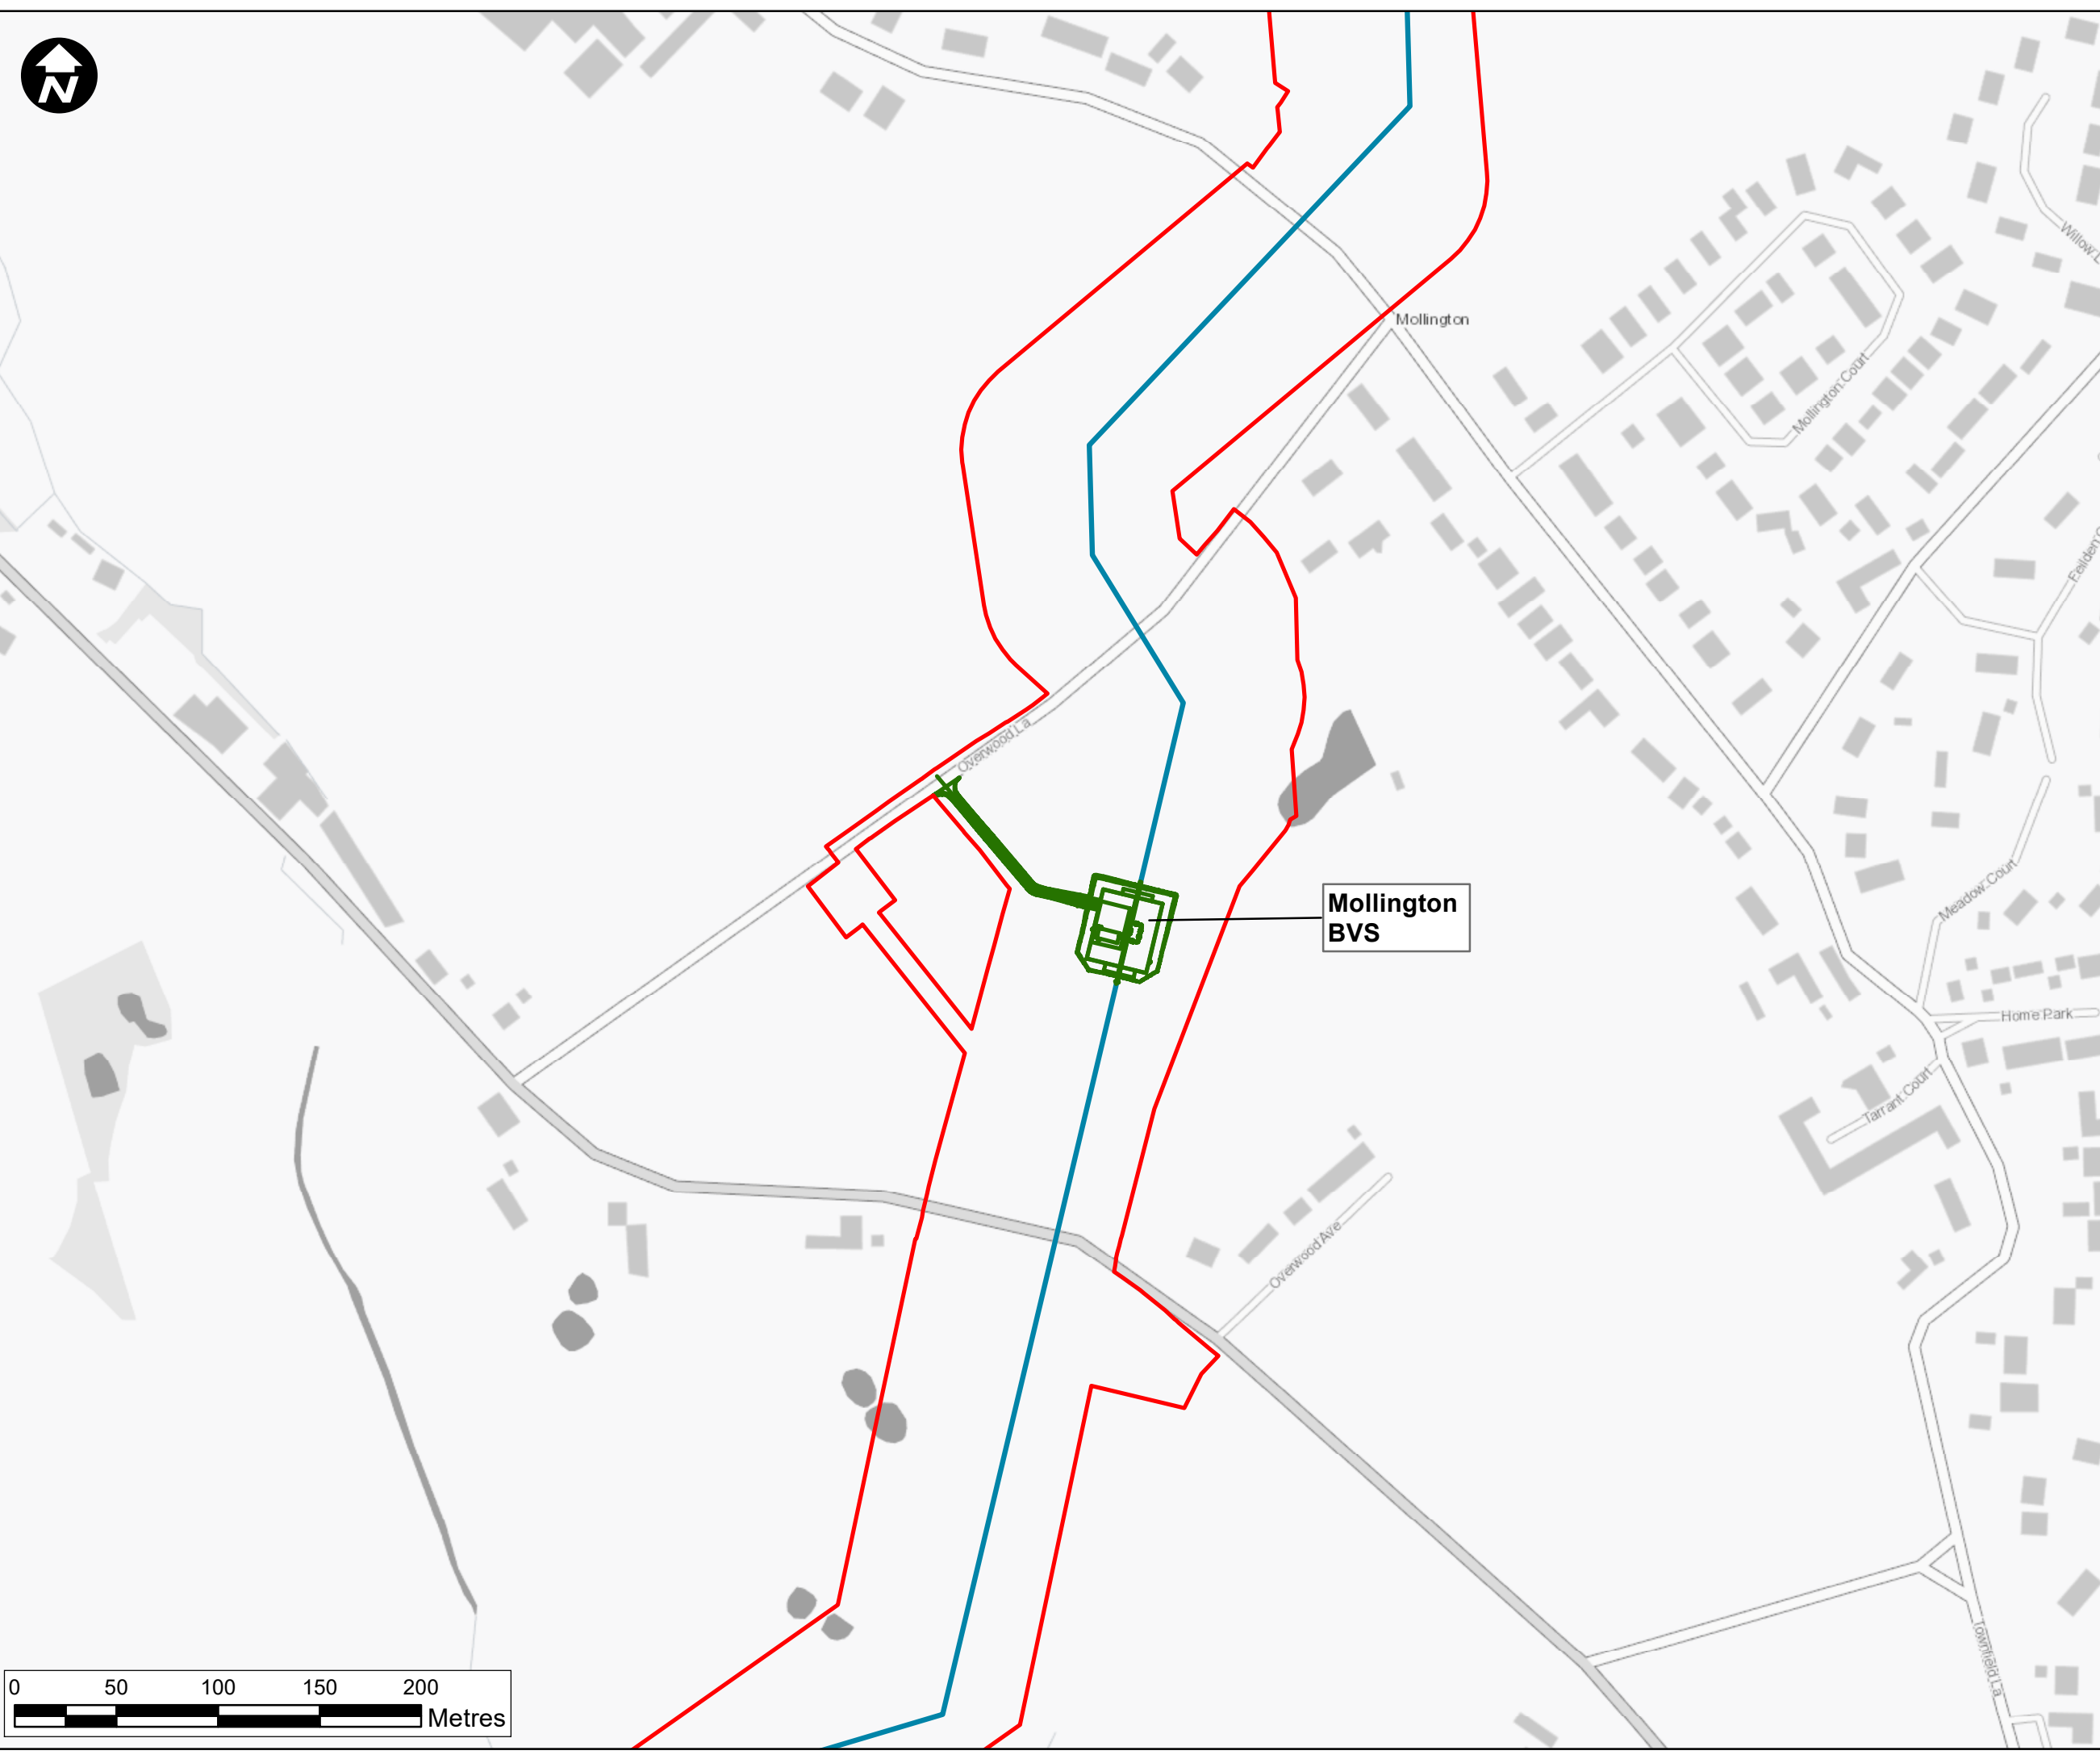 N
Willow
Mollington
Mollington Court
Overwood La
Mollington
BVS
Meadow Court
Home Park
Tarrant Court
Overwood Ave
Townfield La
0 50 100 150 200
Metres